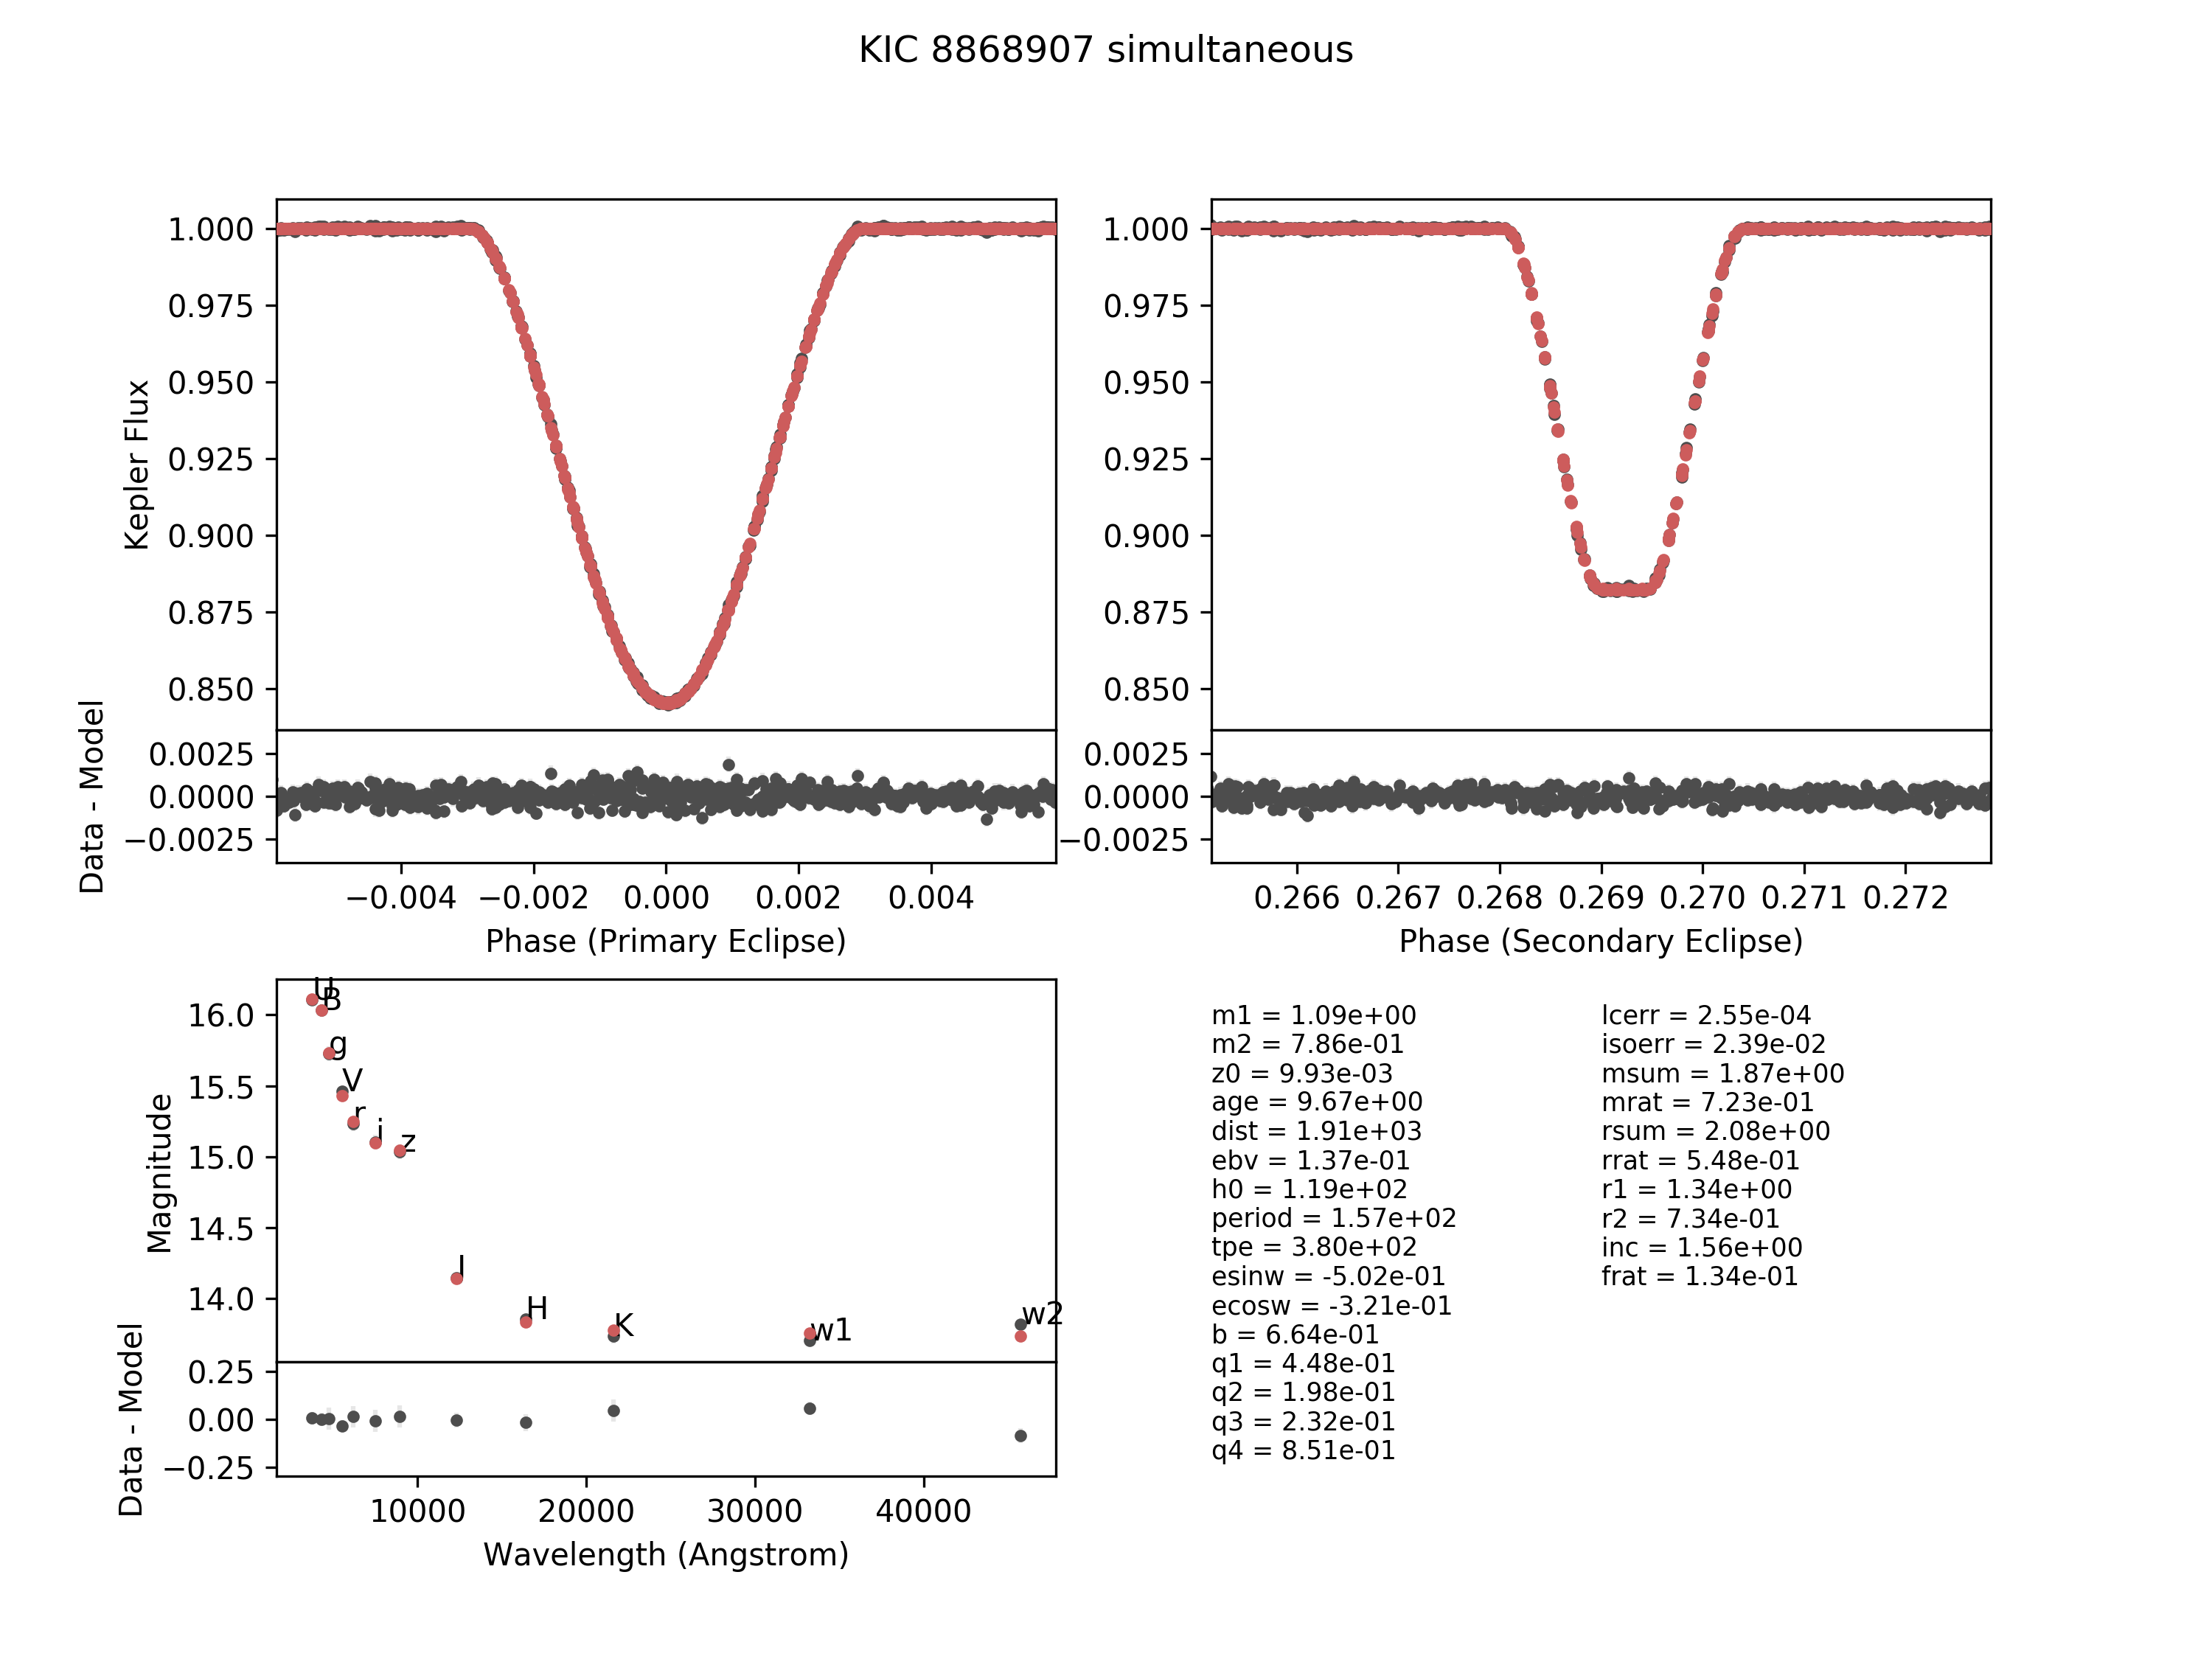 KIC 8868907 simultaneous
Kepler Flux
1.000
0.975
0.950
0.925
0.900
0.875
0.850
Data - Model
0.0025
0.0000
−0.0025
−0.004 −0.002 0.000 0.002 0.004
Phase (Primary Eclipse)
1.000
0.975
0.950
0.925
0.900
0.875
0.850
0.0025
0.0000
−0.0025
0.266 0.267 0.268 0.269 0.270 0.271 0.272
Phase (Secondary Eclipse)
Magnitude
16.0
15.5
15.0
14.5
14.0
U
B
g
V
r
i
z
J
H
K
w1
w2
Data - Model
0.25
0.00
−0.25
10000 20000 30000 40000
Wavelength (Angstrom)
m1 = 1.09e+00
m2 = 7.86e-01
z0 = 9.93e-03
age = 9.67e+00
dist = 1.91e+03
ebv = 1.37e-01
h0 = 1.19e+02
period = 1.57e+02
tpe = 3.80e+02
esinw = -5.02e-01
ecosw = -3.21e-01
b = 6.64e-01
q1 = 4.48e-01
q2 = 1.98e-01
q3 = 2.32e-01
q4 = 8.51e-01
lcerr = 2.55e-04
isoerr = 2.39e-02
msum = 1.87e+00
mrat = 7.23e-01
rsum = 2.08e+00
rrat = 5.48e-01
r1 = 1.34e+00
r2 = 7.34e-01
inc = 1.56e+00
frat = 1.34e-01